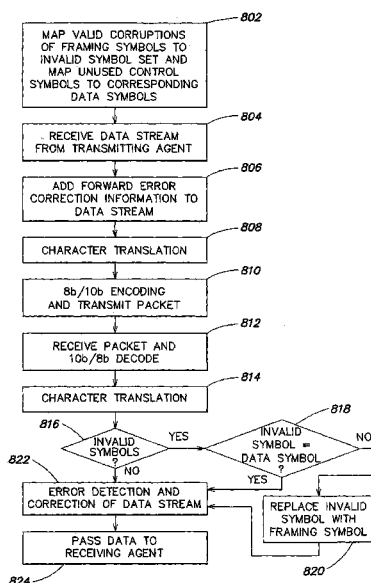 802
MAP VALID CORRUPTIONS
OF FRAMING SYMBOLS TO
INVALID SYMBOL SET AND
MAP UNUSED CONTROL
SYMBOLS TO CORRESPONDING
DATA SYMBOLS
804
RECEIVE DATA STREAM
FROM TRANSMITTING AGENT
806
ADD FORWARD ERROR
CORRECTION INFORMATION TO
DATA STREAM
808
CHARACTER TRANSLATION
810
8b/10b ENCODING
AND TRANSMIT PACKET
812
RECEIVE PACKET AND
10b/8b DECODE
814
CHARACTER TRANSLATION
816
INVALID
SYMBOLS
?
YES
NO
818
INVALID
SYMBOL =
DATA SYMBOL
?
NO
YES
822
ERROR DETECTION AND
CORRECTION OF DATA STREAM
REPLACE INVALID
SYMBOL WITH
FRAMING SYMBOL
820
PASS DATA TO
RECEIVING AGENT
824